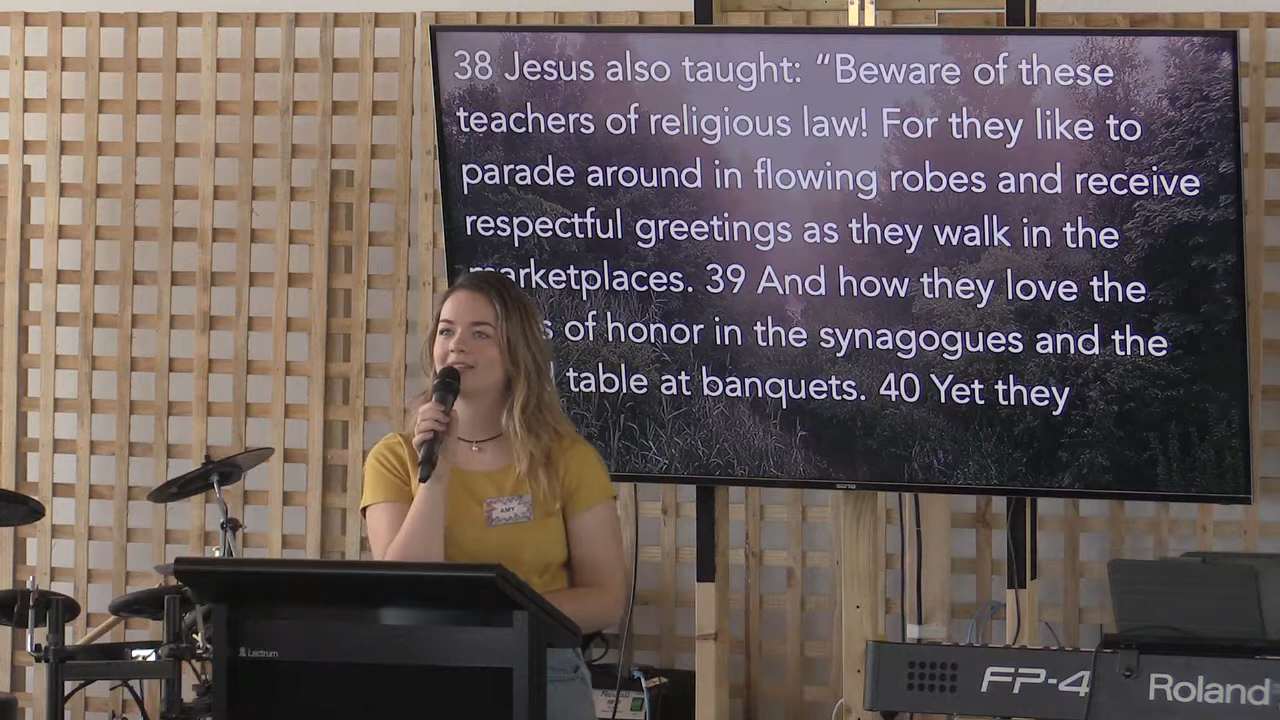 38 Jesus also taught: “Beware of these
teachers of religious law! For they like to
parade around in flowing robes and receive
respectful greetings as they walk in the
marketplaces. 39 And how they love the
of honor in the synagogues and the
table at banquets. 40 Yet they
AMY
Lectrum
FP-4
Roland